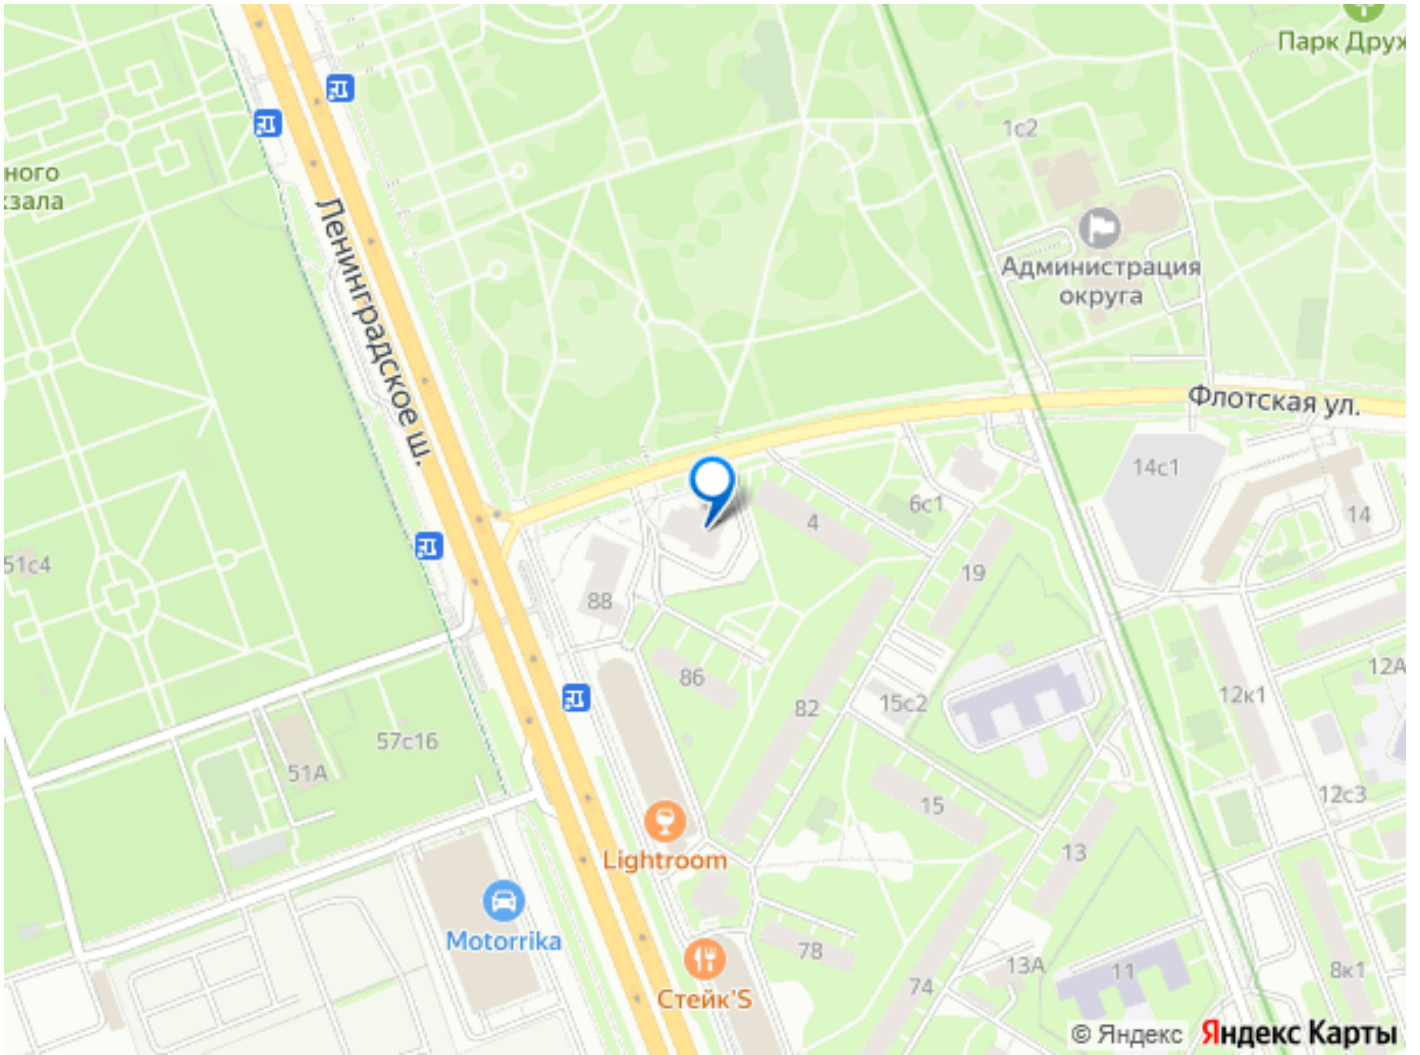 Парк Друж
1с2
ного
кзала
Ленинградское ш.
Администрация
округа
Флотская ул.
14с1
6с1
4
14
51с4
19
88
86
12А
82
15с2
12к1
57с16
51А
15
12с3
Lightroom
13
Motorrika
78
13А
11
8к1
74
Стейк'S
© Яндекс
Яндекс Карты